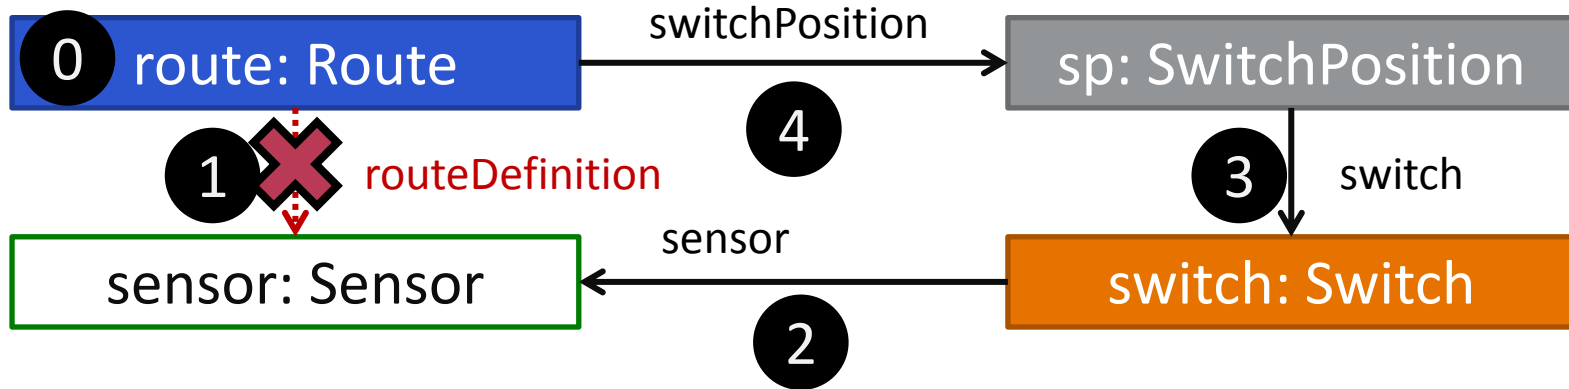 switchPosition
0
route: Route
sp: SwitchPosition
4
1
routeDefinition
3
switch
sensor
sensor: Sensor
switch: Switch
2